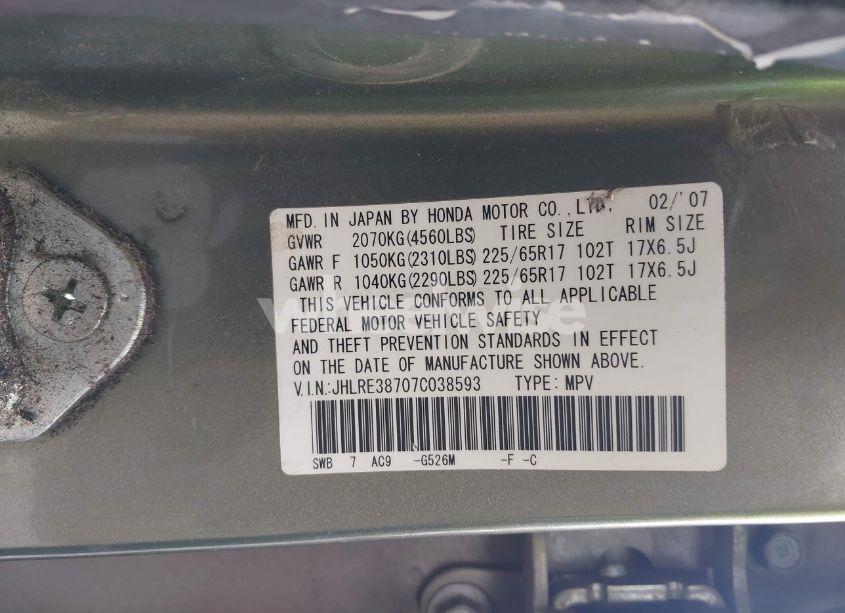 MFD. IN JAPAN BY HONDA MOTOR CO.,LTD. 02/'07
GVWR 2070KG(4560LBS) TIRE SIZE RIM SIZE
GAWR F 1050KG(2310LBS) 225/65R17 102T 17X6.5J
GAWR R 1040KG(2290LBS) 225/65R17 102T 17X6.5J
THIS VEHICLE CONFORMS TO ALL APPLICABLE
FEDERAL MOTOR VEHICLE SAFETY
AND THEFT PREVENTION STANDARDS IN EFFECT
ON THE DATE OF MANUFACTURE SHOWN ABOVE.
V.I.N.:JHLRE38707C038593 TYPE: MPV
SWB 7 AC9 -G526M -F -C